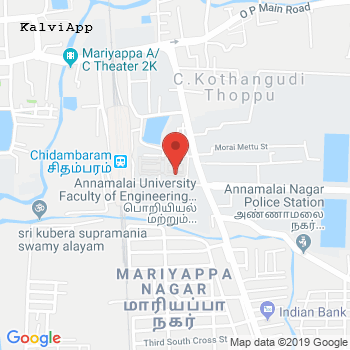 O P Main Road
KalviApp
Mariyappa A/
C Theater 2K
C.Kothangudi
Thoppu
Morai Mettu St
Chidambaram
சிதம்பரம்
Annamalai University
Faculty of Engineering...
பொறியியல்
மற்றும்...
Annamalai Nagar
Police Station
அண்ணாமலை
நகர்...
sri kubera supramania
swamy alayam
MARIYAPPA
NAGAR
மாரியப்பா
நகர்
Indian Bank
Third South Cross St
Map data ©2019 Google